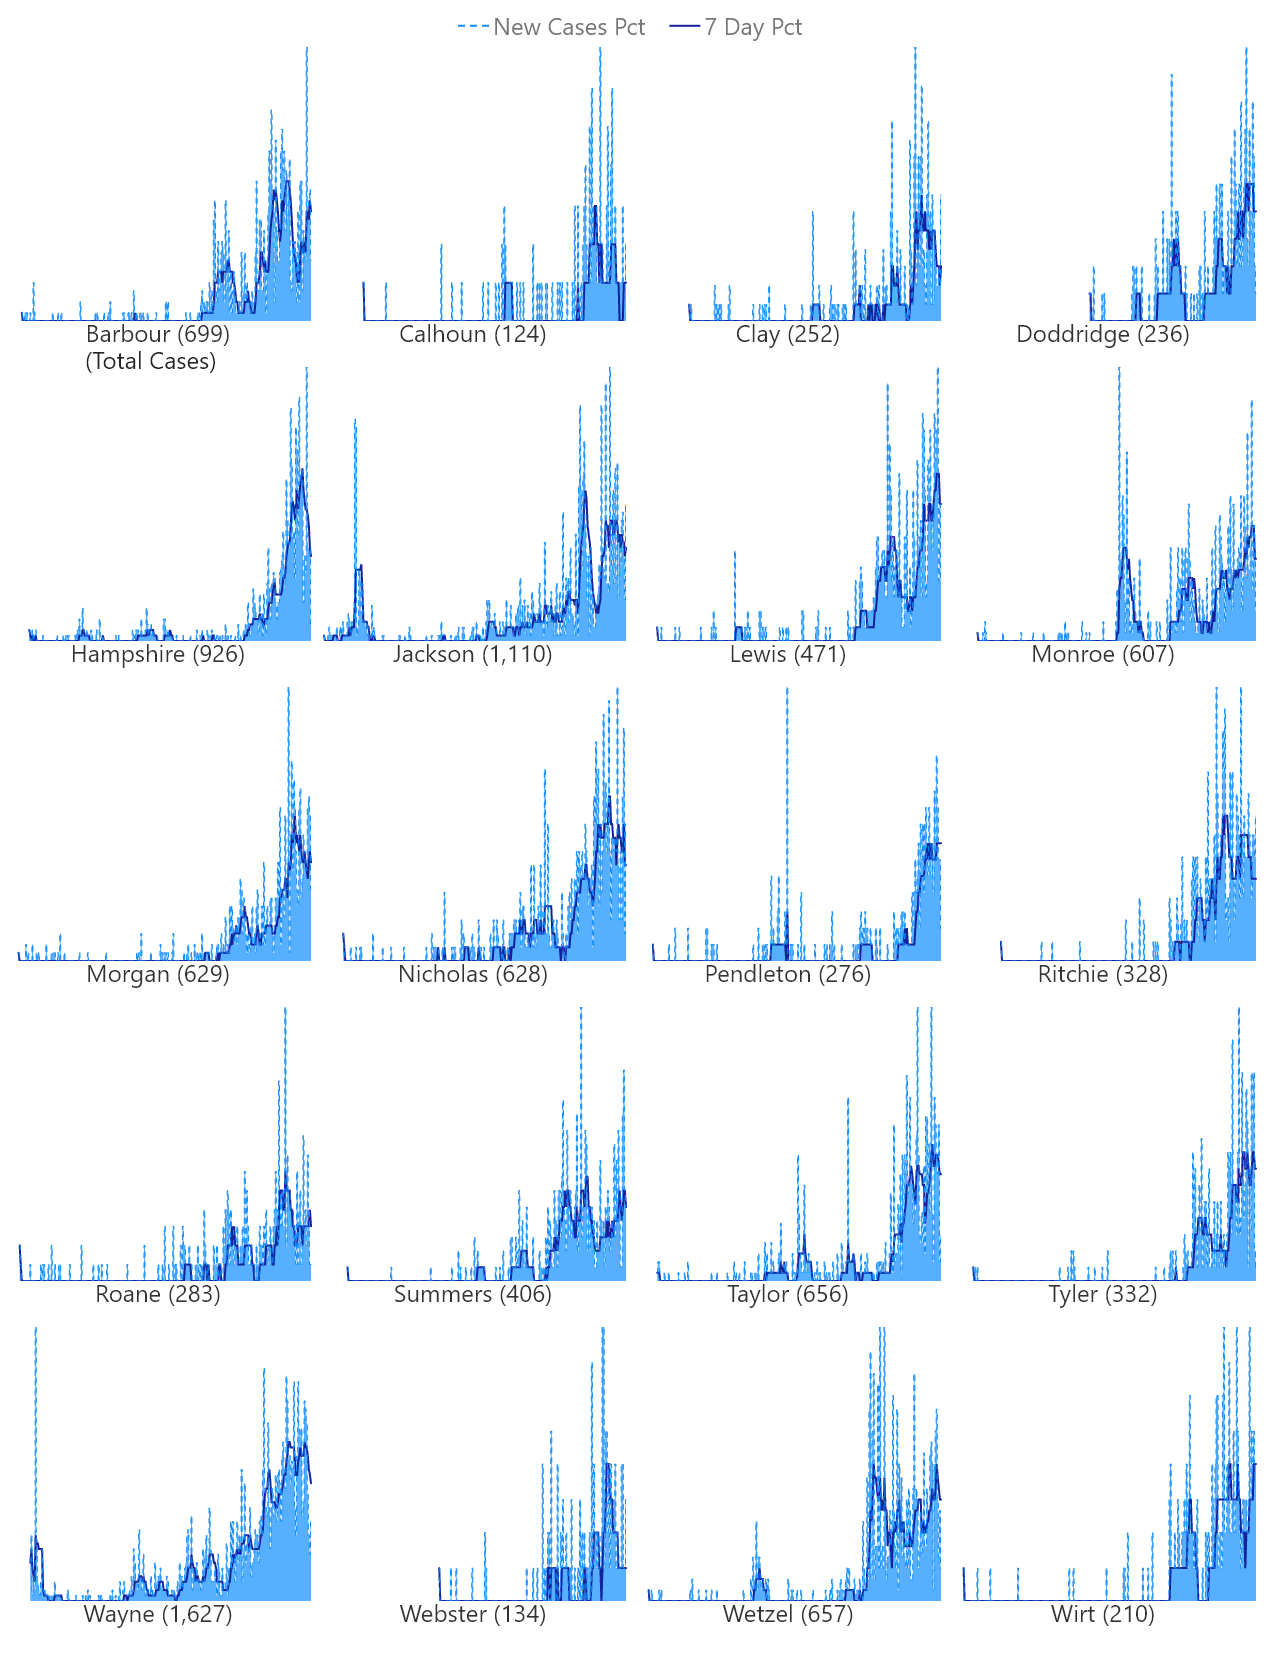 New Cases Pct 7 Day Pct
Barbour (699) Calhoun (124) Clay (252) Doddridge (236)
(Total Cases)
Hampshire (926) Jackson (1,110) Lewis (471) Monroe (607)
Morgan (629) Nicholas (628) Pendleton (276) Ritchie (328)
Roane (283) Summers (406) Taylor (656) Tyler (332)
Wayne (1,627) Webster (134) Wetzel (657) Wirt (210)